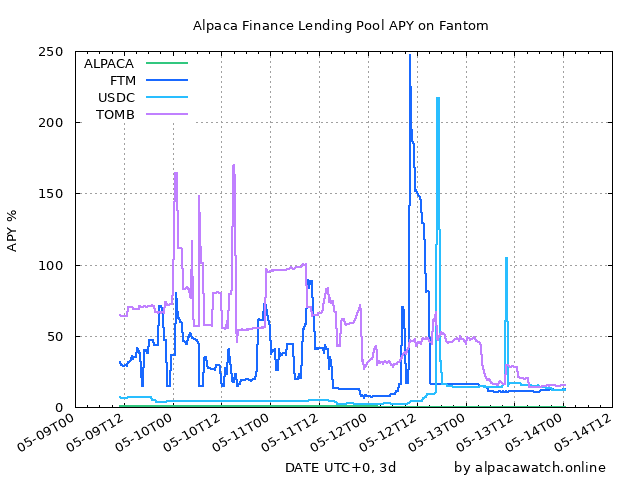 Alpaca Finance Lending Pool APY on Fantom
250
200
150
100
50
0
APY %
ALPACA
FTM
USDC
TOMB
05-09T00
05-09T12
05-10T00
05-10T12
05-11T00
05-11T12
05-12T00
05-12T12
05-13T00
05-13T12
05-14T00
05-14T12
DATE UTC+0, 3d
by alpacawatch.online